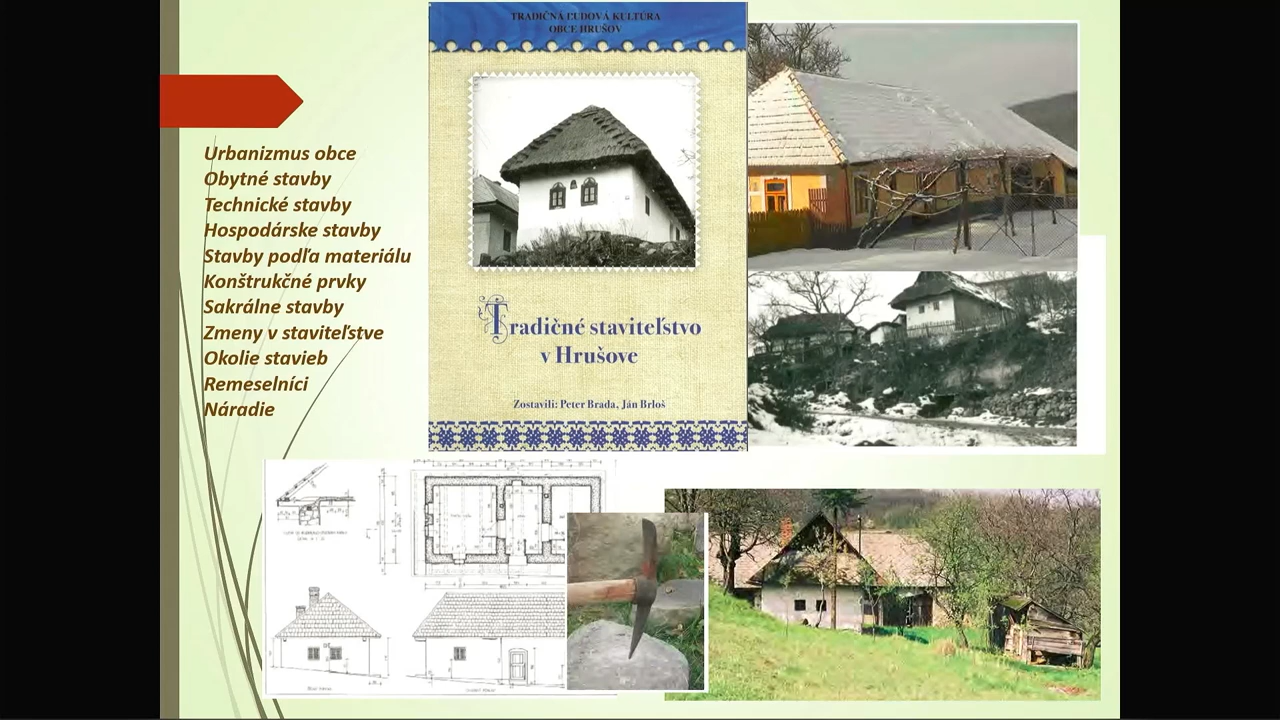 Urbanizmus obce
Obytné stavby
Technické stavby
Hospodárske stavby
Stavby podľa materiálu
Konštrukčné prvky
Sakrálne stavby
Zmeny v staviteľstve
Okolie stavieb
Remeselníci
Náradie
TRADIČNÁ ĽUDOVÁ KULTÚRA
OBCE HRUŠOV
Tradičné staviteľstvo
v Hrušove
Zostavili: Peter Brada, Ján Brloš